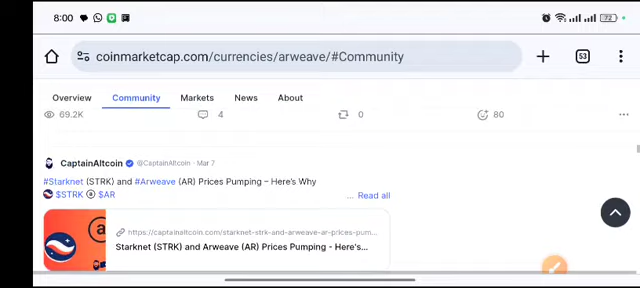 8:00
72
coinmarketcap.com/currencies/arweave/#Community
53
Overview Community Markets News About
69.2K 4 0 80
CaptainAltcoin @CaptainAltcoin · Mar 7
#Starknet (STRK) and #Arweave (AR) Prices Pumping – Here's Why
$STRK $AR
... Read all
https://captainaltcoin.com/starknet-strk-and-arweave-ar-prices-pum...
Starknet (STRK) and Arweave (AR) Prices Pumping - Here's...